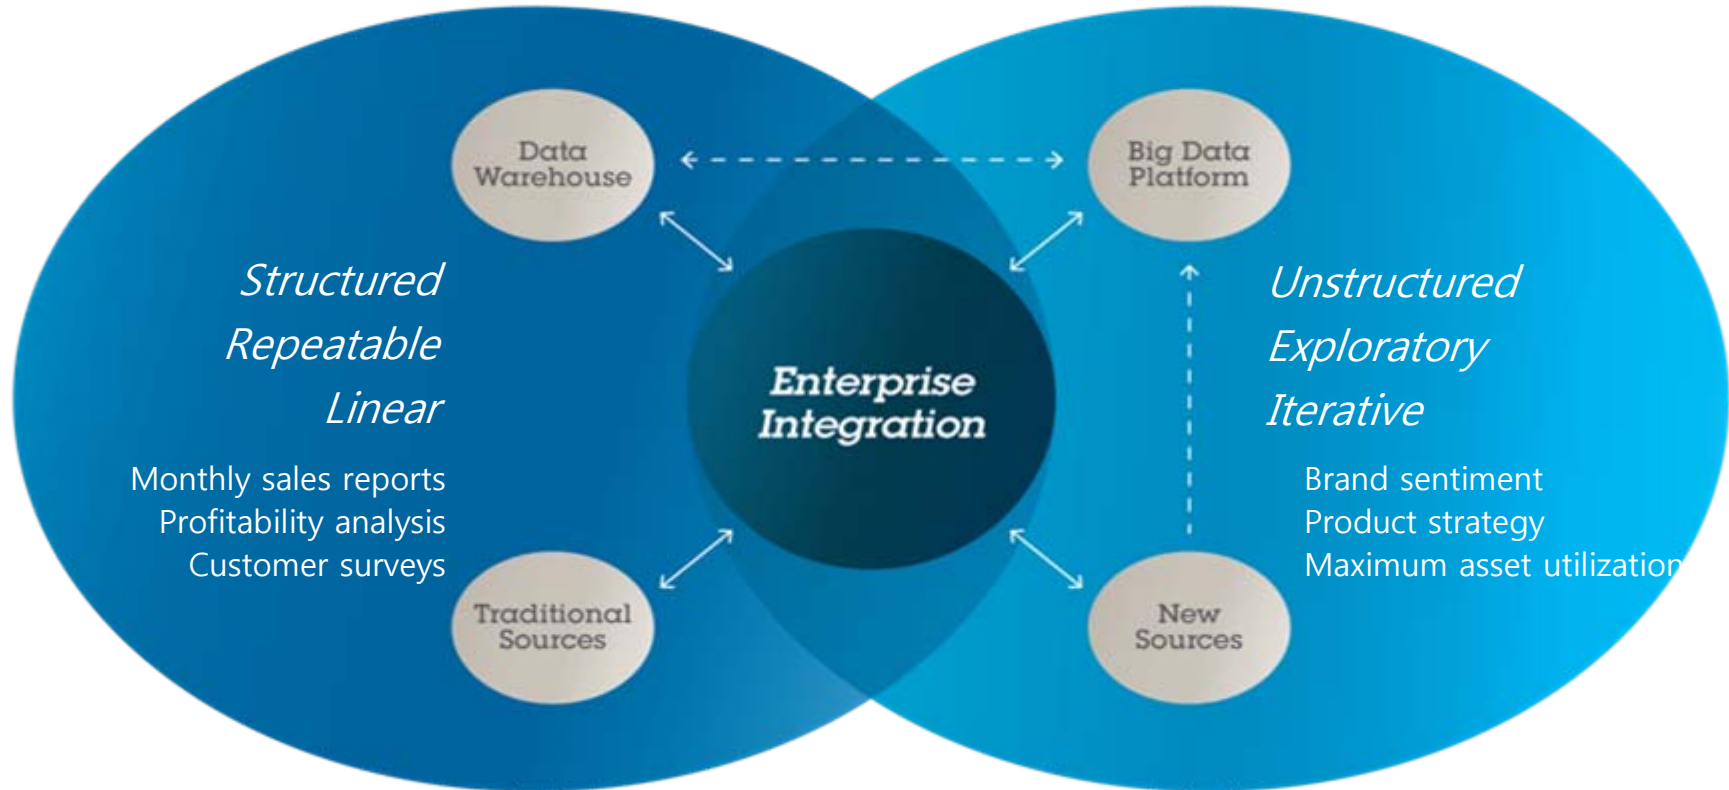 Data
Warehouse
Big Data
Platform
Structured
Repeatable
Linear
Monthly sales reports
Profitability analysis
Customer surveys
Enterprise
Integration
Unstructured
Exploratory
Iterative
Brand sentiment
Product strategy
Maximum asset utilization
Traditional
Sources
New
Sources